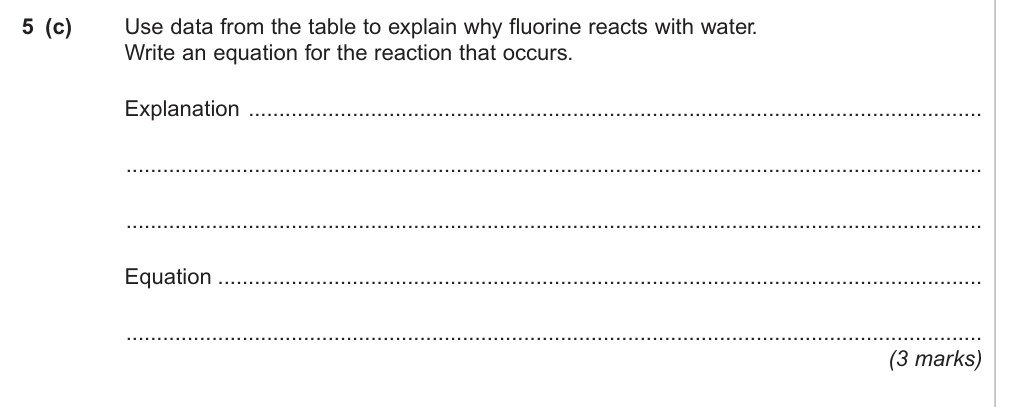 5 (c) Use data from the table to explain why fluorine reacts with water.
Write an equation for the reaction that occurs.
Explanation ..........................................................................................................................
..............................................................................................................................................
..............................................................................................................................................
Equation ...............................................................................................................................
..............................................................................................................................................
(3 marks)